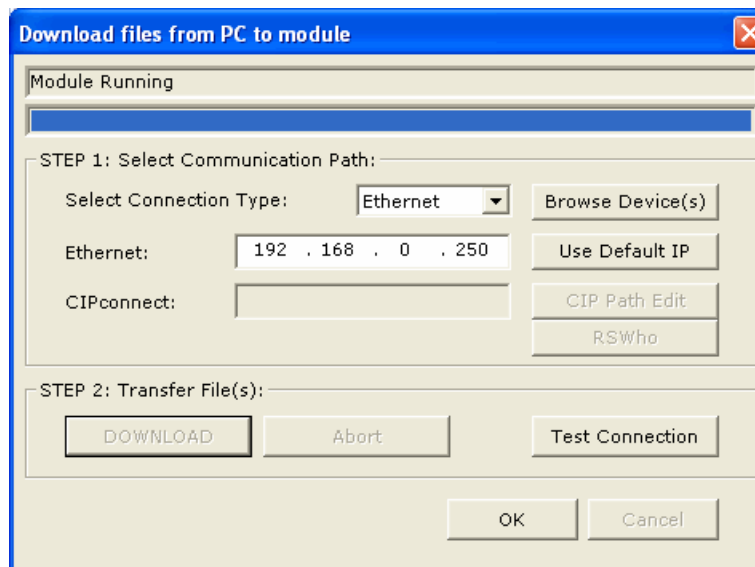 Download files from PC to module
Module Running
STEP 1: Select Communication Path:
Select Connection Type: Ethernet Browse Device(s)
Ethernet: 192 . 168 . 0 . 250 Use Default IP
CIPconnect: CIP Path Edit
RSWho
STEP 2: Transfer File(s):
DOWNLOAD Abort Test Connection
OK Cancel